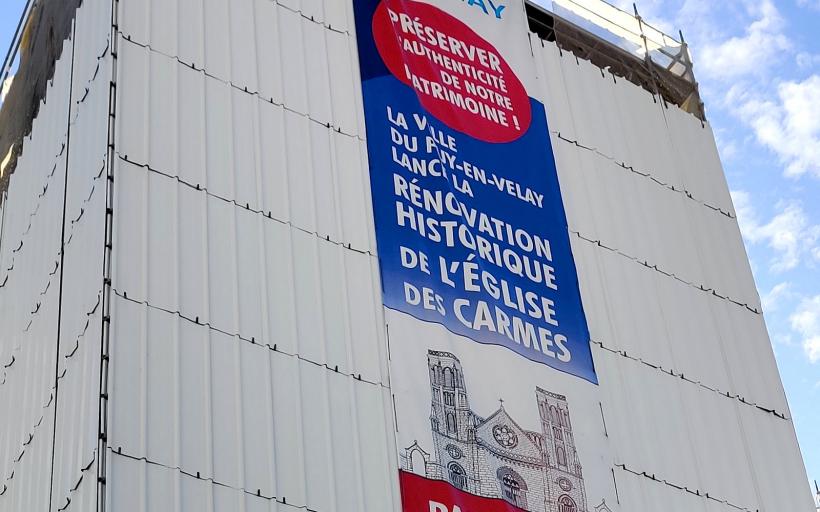 PRÉSERVER
L'AUTHENTICITÉ
DE NOTRE
PATRIMOINE !
LA VILLE
DU PUY-EN-VELAY
LANCE LA
RÉNOVATION
HISTORIQUE
DE L'ÉGLISE
DES CARMES